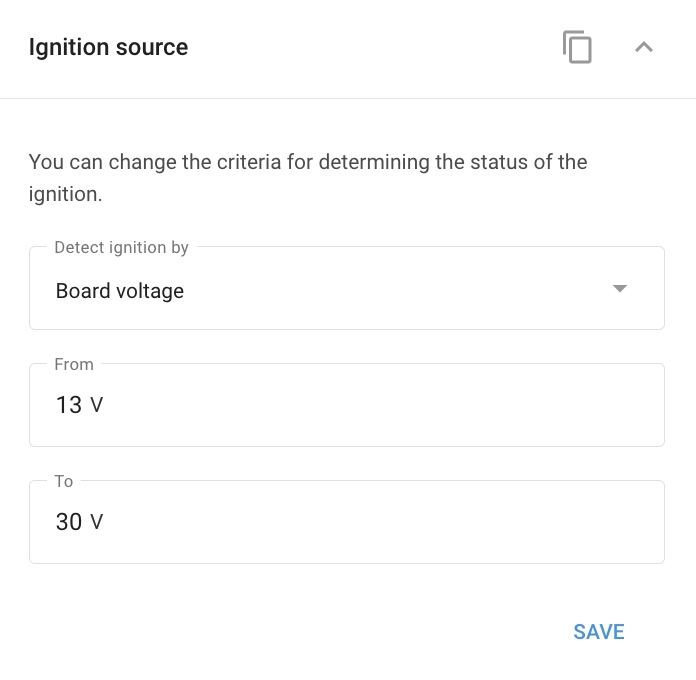 Ignition source
You can change the criteria for determining the status of the
ignition.
Detect ignition by
Board voltage
From
13 V
To
30 V
SAVE